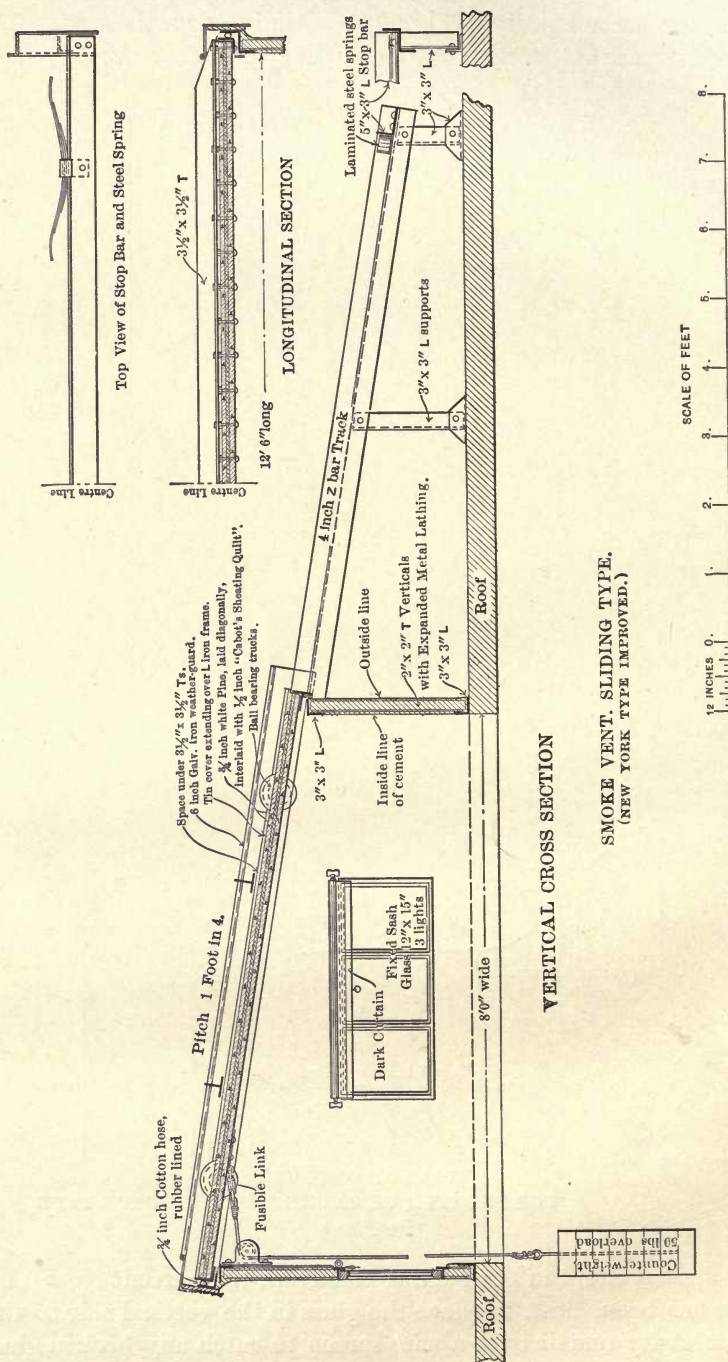 Top View of Stop Bar and Steel Spring
Centre Line
3½" x 3½" T
Centre Line
12' 6" long
LONGITUDINAL SECTION
Laminated steel springs
5" x 3" L Stop bar
3" x 3" L
¾ inch Cotton hose,
rubber lined
Pitch 1 Foot in 4.
Space under 3½" x 3½" Ts.
6 inch Galv. iron weather-guard.
Tin cover extending over L iron frame.
⅞ inch white Pine, laid diagonally,
interlaid with ½ inch "Cabot's Sheating Quilt".
Ball bearing trucks.
4 inch Z bar Track
3" x 3" L supports
Fusible Link
3" x 3" L
Outside line
Inside line
of cement
2" x 2" T Verticals
with Expanded Metal Lathing.
3" x 3" L
Dark Curtain
Fixed Sash
Glass 12" x 15"
3 lights
8'0" wide
Roof
Roof
Counterweight,
50 lbs overload
VERTICAL CROSS SECTION
SMOKE VENT. SLIDING TYPE.
(NEW YORK TYPE IMPROVED.)
SCALE OF FEET
12 INCHES 0. 1. 2. 3. 4. 5. 6. 7. 8.